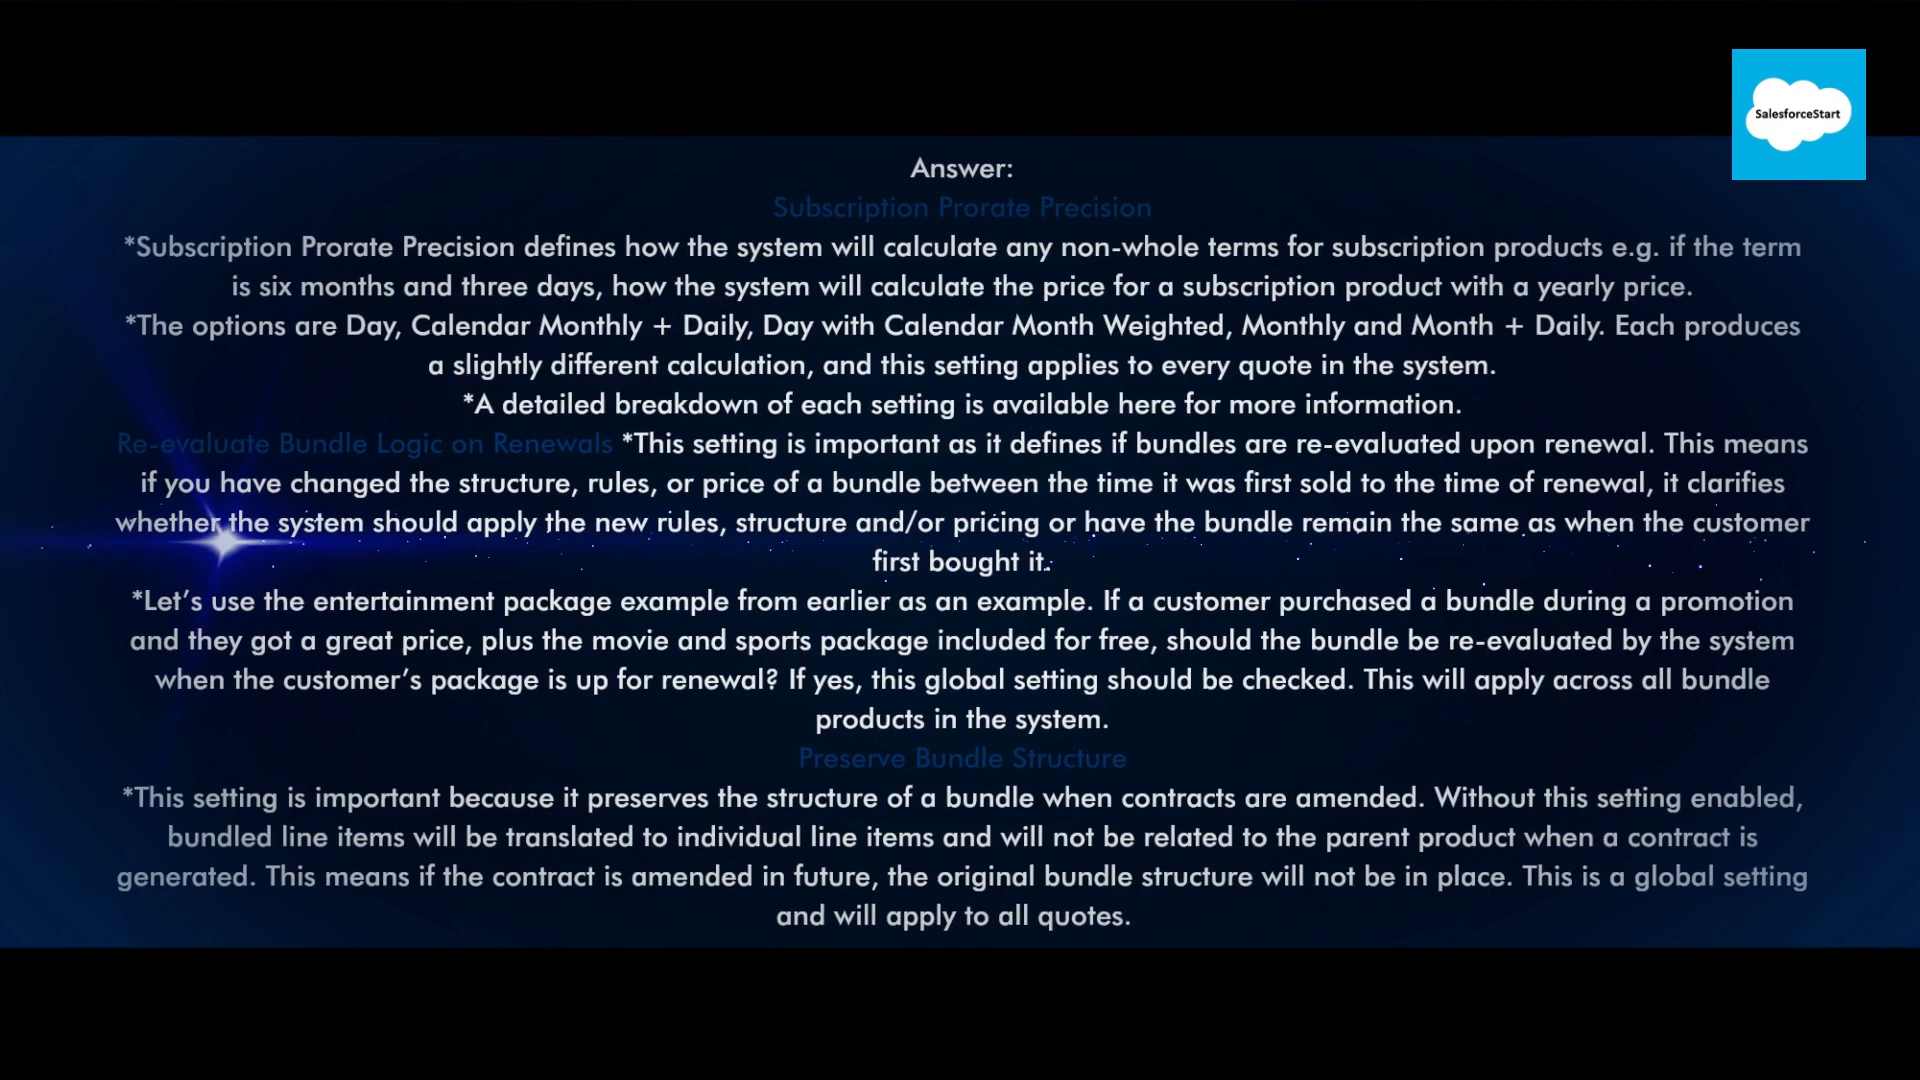 SalesforceStart
Answer:
Subscription Prorate Precision
*Subscription Prorate Precision defines how the system will calculate any non-whole terms for subscription products e.g. if the term
is six months and three days, how the system will calculate the price for a subscription product with a yearly price.
*The options are Day, Calendar Monthly + Daily, Day with Calendar Month Weighted, Monthly and Month + Daily. Each produces
a slightly different calculation, and this setting applies to every quote in the system.
*A detailed breakdown of each setting is available here for more information.
Re-evaluate Bundle Logic on Renewals *This setting is important as it defines if bundles are re-evaluated upon renewal. This means
if you have changed the structure, rules, or price of a bundle between the time it was first sold to the time of renewal, it clarifies
whether the system should apply the new rules, structure and/or pricing or have the bundle remain the same as when the customer
first bought it.
*Let's use the entertainment package example from earlier as an example. If a customer purchased a bundle during a promotion
and they got a great price, plus the movie and sports package included for free, should the bundle be re-evaluated by the system
when the customer's package is up for renewal? If yes, this global setting should be checked. This will apply across all bundle
products in the system.
Preserve Bundle Structure
*This setting is important because it preserves the structure of a bundle when contracts are amended. Without this setting enabled,
bundled line items will be translated to individual line items and will not be related to the parent product when a contract is
generated. This means if the contract is amended in future, the original bundle structure will not be in place. This is a global setting
and will apply to all quotes.